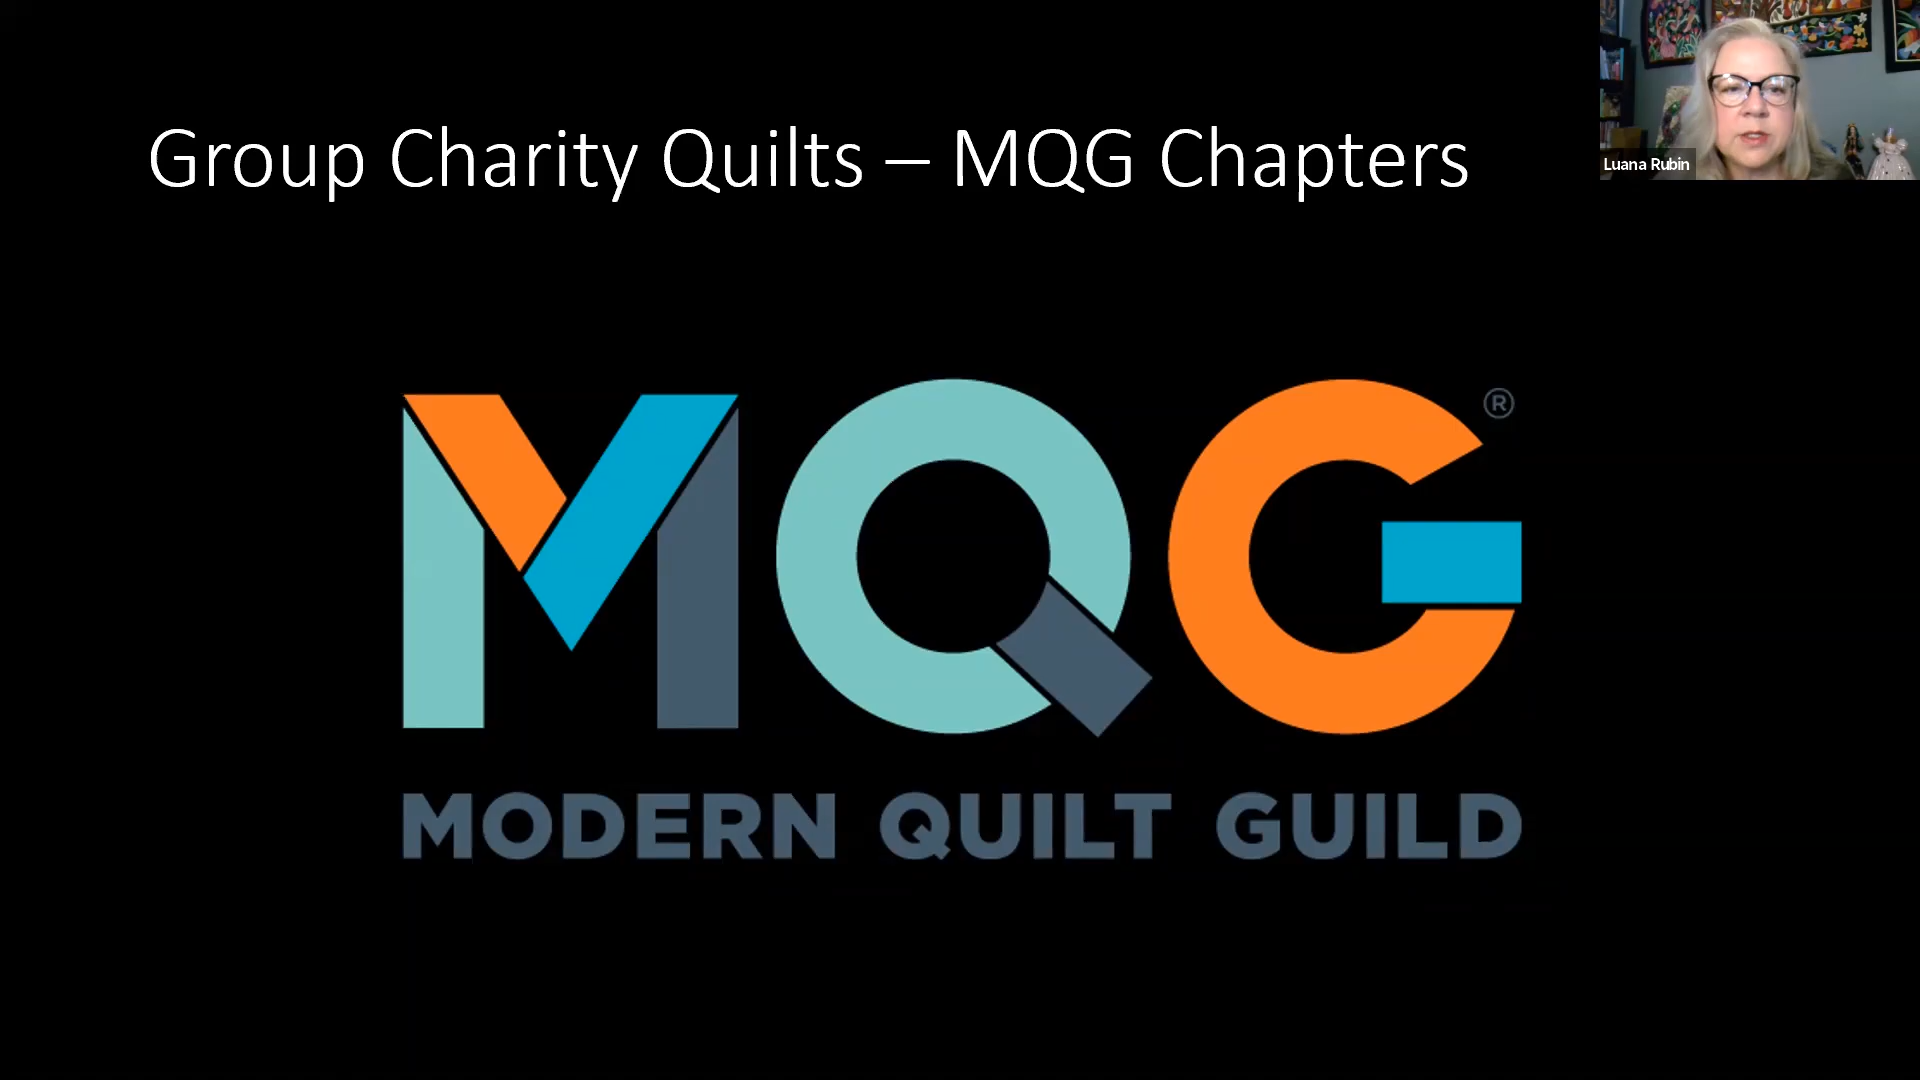 Group Charity Quilts – MQG Chapters
Luana Rubin
MQG®
MODERN QUILT GUILD